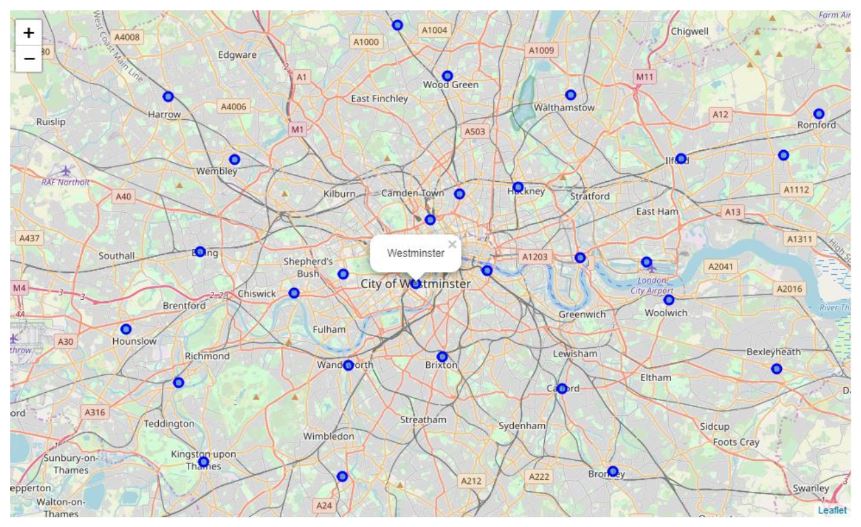 +
−
A4008
A1000
A1004
Chigwell
Farm Air
West Coast Main Line
Edgware
A1009
M11
A1
Wood Green
East Finchley
Harrow
A4006
Walthamstow
A12
Ruislip
M1
A503
Romford
Wembley
RAF Northolt
Kilburn
Camden Town
Hackney
Stratford
A1112
A40
East Ham
A13
A437
Westminster
×
A1311
Southall
Shepherd's
Bush
A1203
A2041
High S
M4
Chiswick
City of Westminster
London
City Airport
A2016
Brentford
Greenwich
Woolwich
River Th
A30
Hounslow
Fulham
Richmond
Wandsworth
Brixton
Lewisham
Bexleyheath
Eltham
A316
Teddington
Streatham
Sydenham
Sidcup
Foots Cray
Wimbledon
Kingston upon
Thames
Sunbury-on-
Thames
A212
A222
Bromley
Swanley
epperton
Walton-on-
Thames
A24
Leaflet